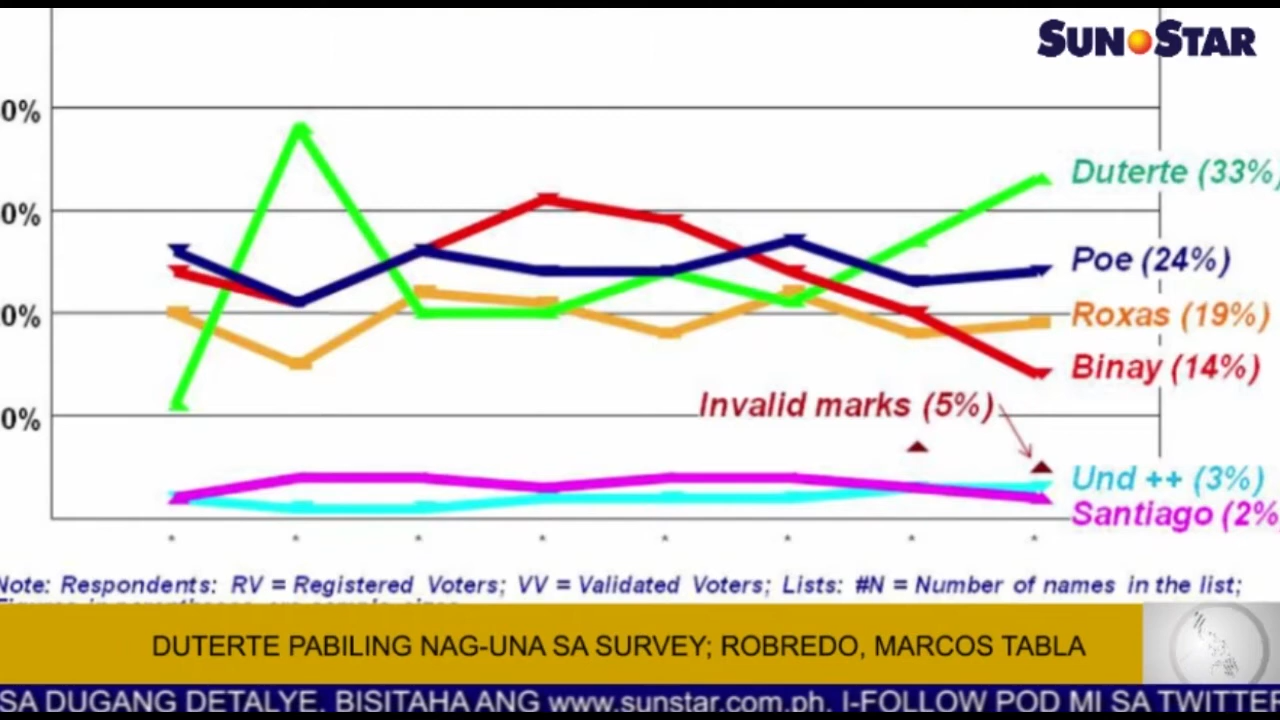 SUN STAR
0%
Duterte (33%)
0%
Poe (24%)
0%
Roxas (19%)
Binay (14%)
Invalid marks (5%)
0%
Und ++ (3%)
Santiago (2%
Note: Respondents: RV = Registered Voters; VV = Validated Voters; Lists: #N = Number of names in the list;
DUTERTE PABILING NAG-UNA SA SURVEY; ROBREDO, MARCOS TABLA
SA DUGANG DETALYE, BISITAHA ANG www.sunstar.com.ph, I-FOLLOW POD MI SA TWITTER